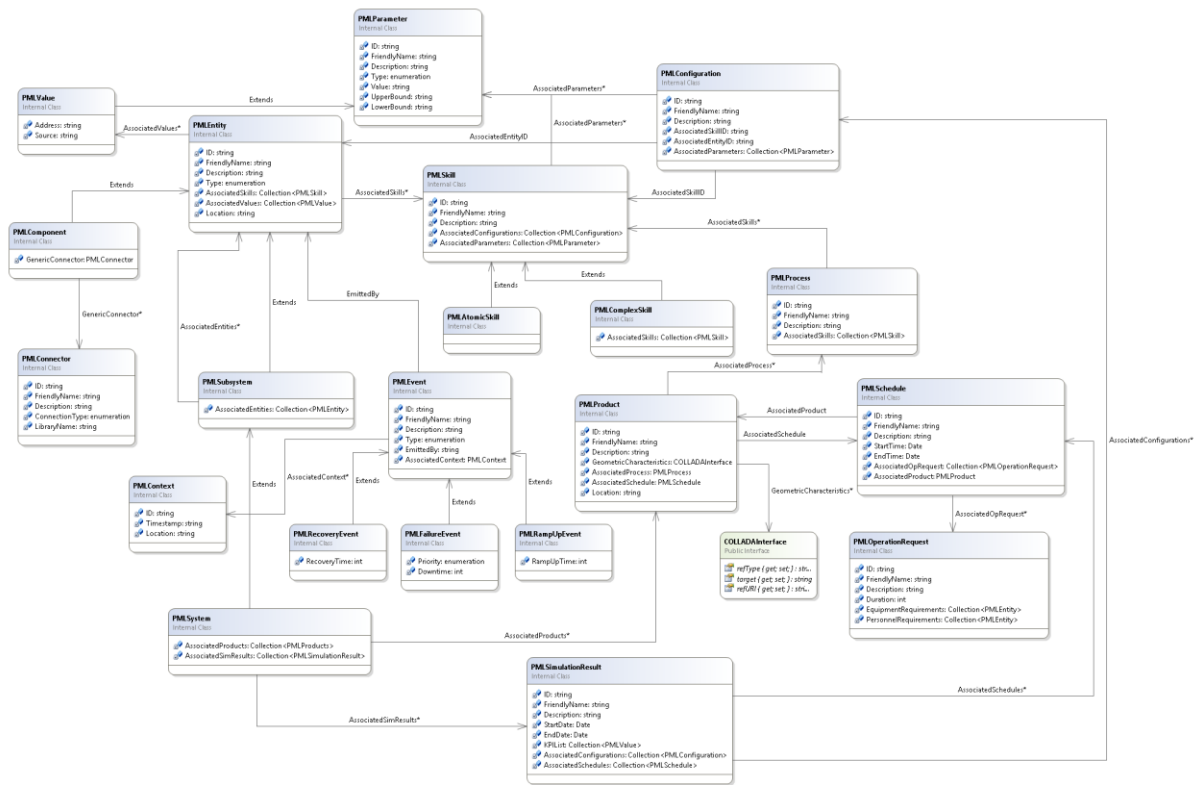 PMLParameter
Internal Class
ID: string
FriendlyName: string
Description: string
Type: enumeration
Value: string
UpperBound: string
LowerBound: string
PMLConfiguration
Internal Class
ID: string
FriendlyName: string
Description: string
AssociatedSkillID: string
AssociatedEntityID: string
AssociatedParameters: Collection<PMLParameter>
PMLValue
Internal Class
Address: string
Source: string
Extends
AssociatedParameters*
AssociatedParameters*
AssociatedValues*
AssociatedEntityID
PMLEntity
Internal Class
ID: string
FriendlyName: string
Description: string
Type: enumeration
AssociatedSkills: Collection<PMLSkill>
AssociatedValues: Collection<PMLValue>
Location: string
Extends
AssociatedSkills*
PMLSkill
Internal Class
ID: string
FriendlyName: string
Description: string
AssociatedConfigurations: Collection<PMLConfiguration>
AssociatedParameters: Collection<PMLParameter>
AssociatedSkillID
AssociatedSkills*
PMLComponent
Internal Class
GenericConnector: PMLConnector
GenericConnector*
Extends
EmittedBy
Extends
Extends
PMLProcess
Internal Class
ID: string
FriendlyName: string
Description: string
AssociatedSkills: Collection<PMLSkill>
PMLAtomicSkill
Internal Class
PMLComplexSkill
Internal Class
AssociatedSkills: Collection<PMLSkill>
AssociatedEntities*
PMLConnector
Internal Class
ID: string
FriendlyName: string
Description: string
ConnectionType: enumeration
LibraryName: string
PMLSubsystem
Internal Class
AssociatedEntities: Collection<PMLEntity>
PMLEvent
Internal Class
ID: string
FriendlyName: string
Description: string
Type: enumeration
EmittedBy: string
AssociatedContext: PMLContext
AssociatedProcess*
PMLProduct
Internal Class
ID: string
FriendlyName: string
Description: string
GeometricCharacteristics: COLLADAInterface
AssociatedProcess: PMLProcess
AssociatedSchedule: PMLSchedule
Location: string
AssociatedProduct
AssociatedSchedule
PMLSchedule
Internal Class
ID: string
FriendlyName: string
Description: string
StartTime: Date
EndTime: Date
AssociatedOpRequest: Collection<PMLOperationRequest>
AssociatedProduct: PMLProduct
AssociatedConfigurations*
PMLContext
Internal Class
ID: string
Timestamp: string
Location: string
Extends
AssociatedContext*
Extends
Extends
Extends
GeometricCharacteristics*
AssociatedOpRequest*
PMLRecoveryEvent
Internal Class
RecoveryTime: int
PMLFailureEvent
Internal Class
Priority: enumeration
Downtime: int
PMLRampUpEvent
Internal Class
RampUpTime: int
COLLADAInterface
Public Interface
refType { get; set; } : str...
target { get; set; } : string
refURI { get; set; } : stri...
PMLOperationRequest
Internal Class
ID: string
FriendlyName: string
Description: string
Duration: int
EquipmentRequirements: Collection<PMLEntity>
PersonnelRequirements: Collection<PMLEntity>
PMLSystem
Internal Class
AssociatedProducts: Collection<PMLProducts>
AssociatedSimResults: Collection<PMLSimulationResult>
AssociatedProducts*
AssociatedSimResults*
PMLSimulationResult
Internal Class
ID: string
FriendlyName: string
Description: string
StartDate: Date
EndDate: Date
KPIList: Collection<PMLValue>
AssociatedConfigurations: Collection<PMLConfiguration>
AssociatedSchedules: Collection<PMLSchedule>
AssociatedSchedules*